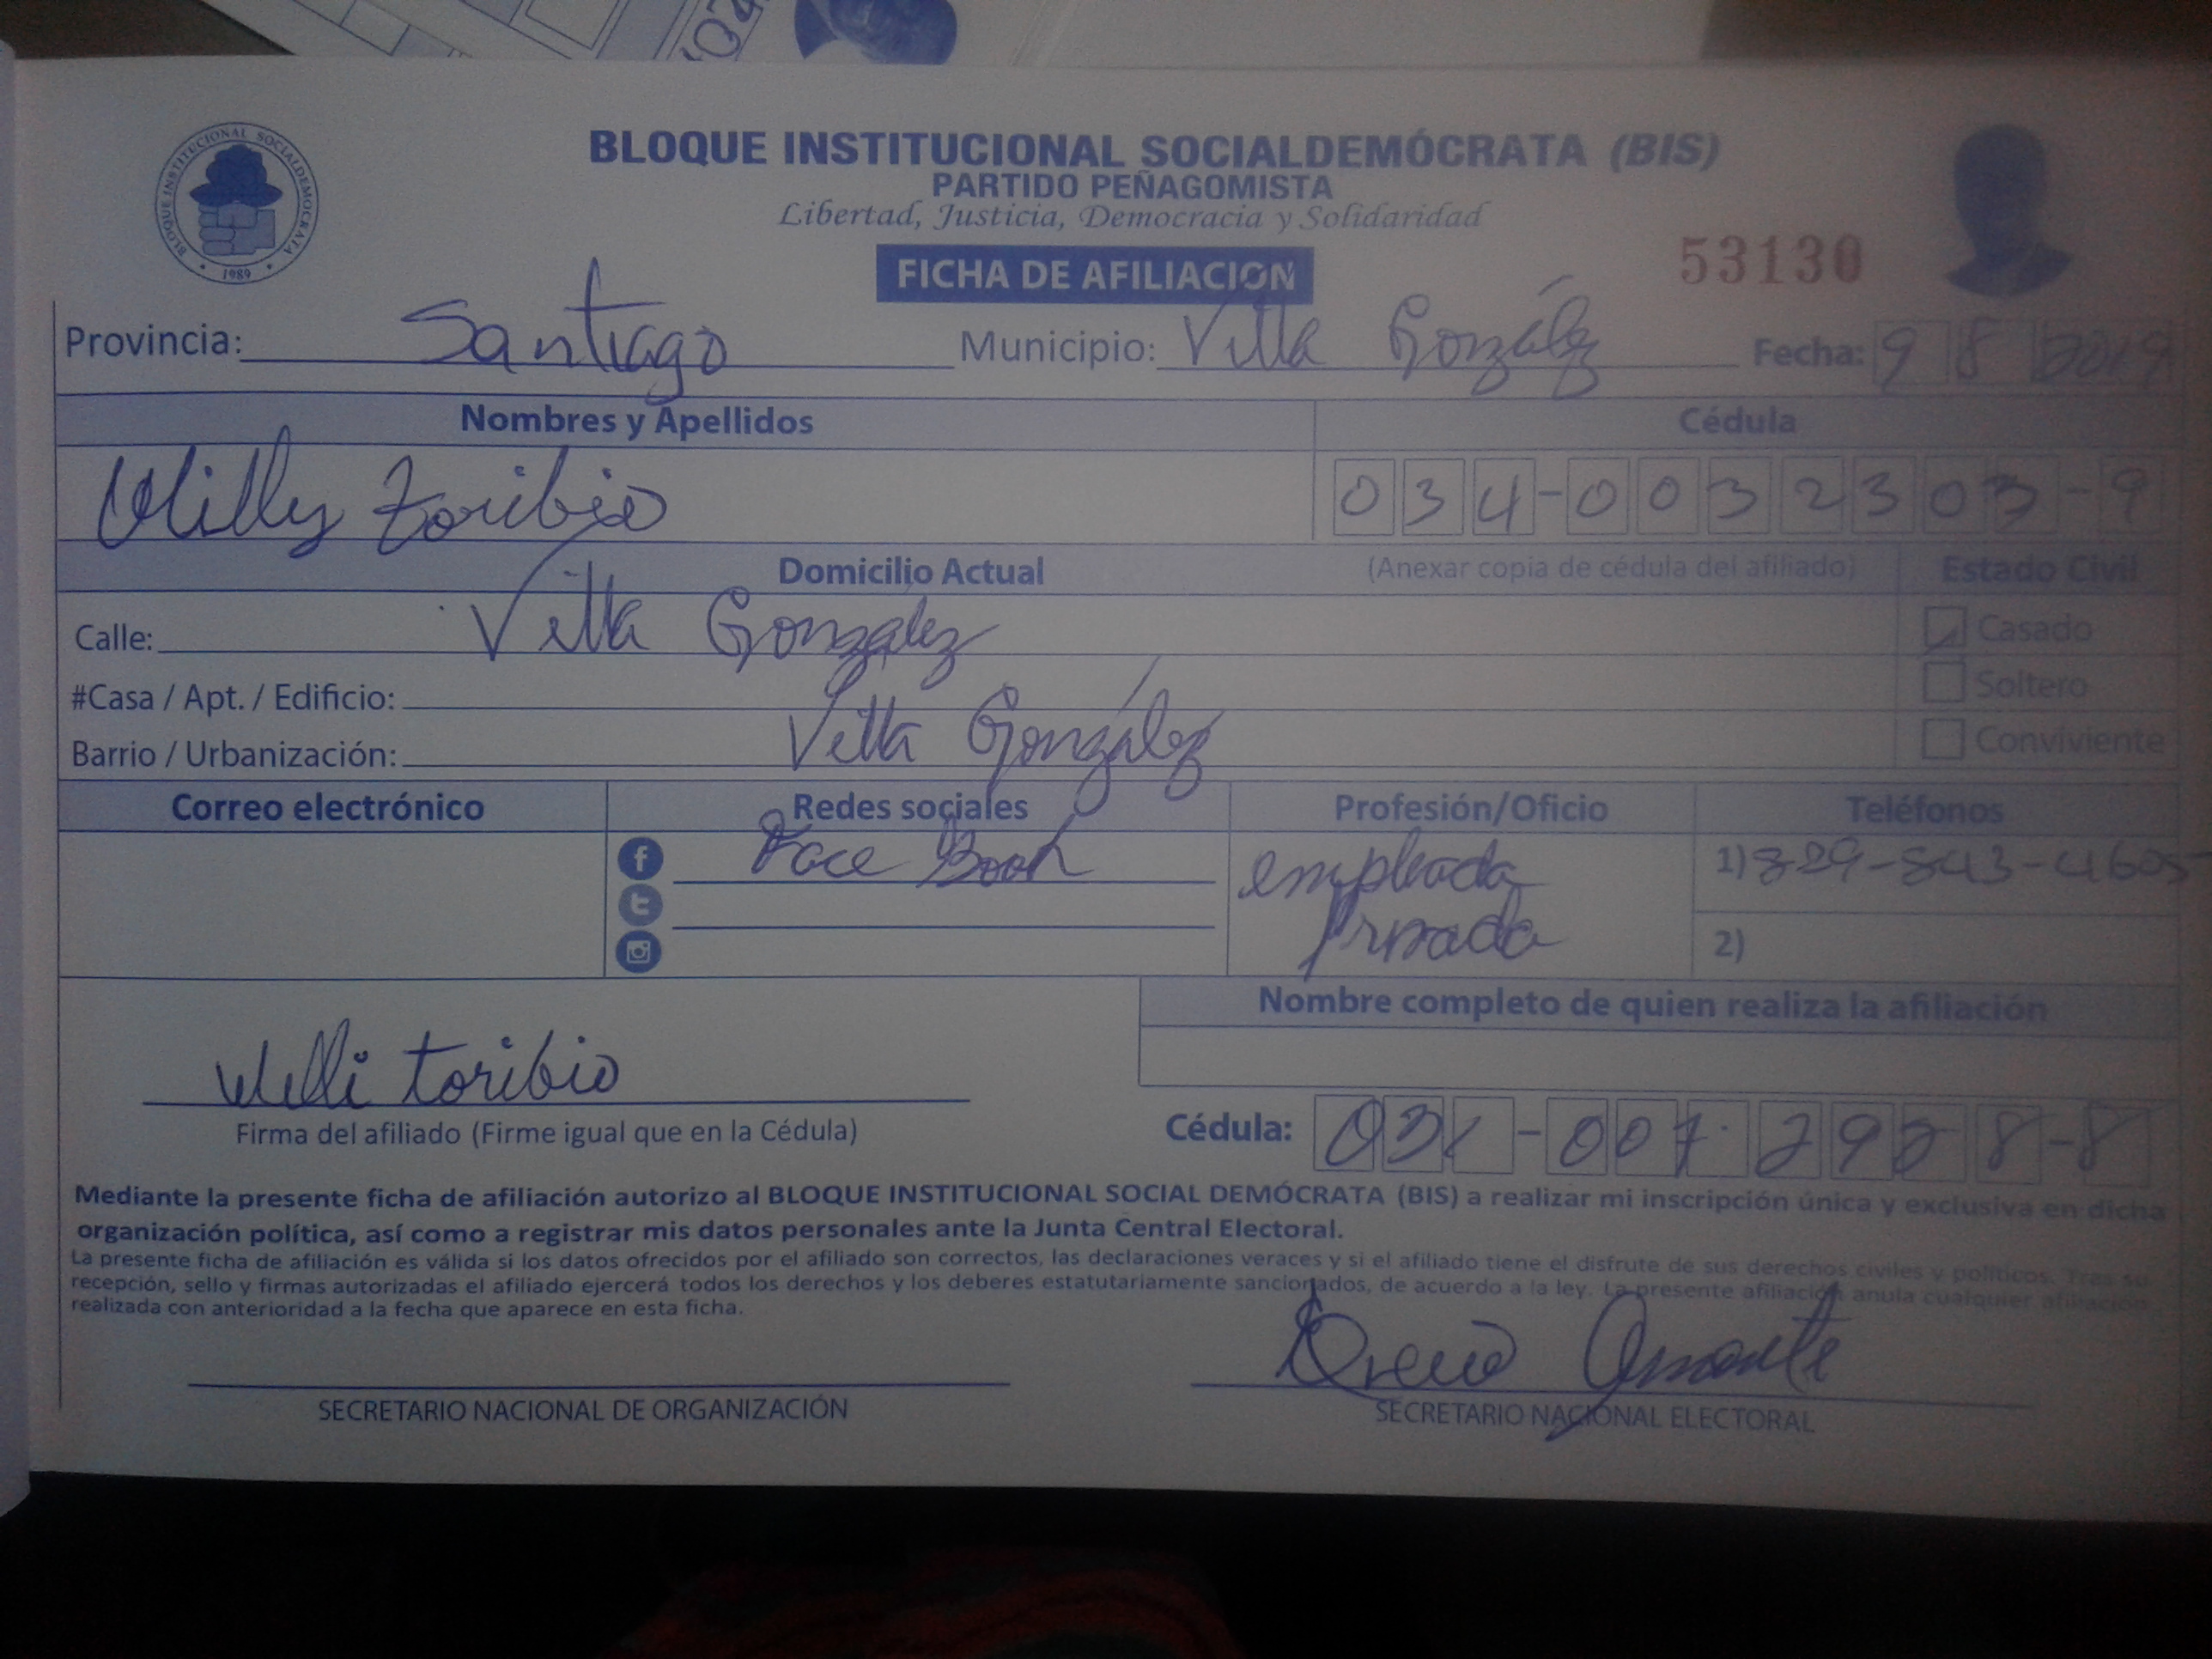 BLOQUE INSTITUCIONAL SOCIALDEMOCRATA
1989
BLOQUE INSTITUCIONAL SOCIALDEMÓCRATA (BIS)
PARTIDO PEÑAGOMISTA
Libertad, Justicia, Democracia y Solidaridad
FICHA DE AFILIACION
53130
Provincia: Santiago Municipio: Villa González Fecha: 9 8 2019
Nombres y Apellidos Cédula
Willy Toribio 034-0032303-9
Domicilio Actual (Anexar copia de cédula del afiliado) Estado Civil
Calle: Villa Gonzalez Casado
#Casa / Apt. / Edificio: Soltero
Barrio / Urbanización: Villa González Conviviente
Correo electrónico Redes sociales Profesión/Oficio Teléfonos
Face Book empleada 1) 829-843-4605
privada 2)
Nombre completo de quien realiza la afiliación
Willi toribio
Firma del afiliado (Firme igual que en la Cédula) Cédula: 031-007
Mediante la presente ficha de afiliación autorizo al BLOQUE INSTITUCIONAL SOCIAL DEMÓCRATA (BIS) a realizar mi inscripción única y exclusiva en dicha
organización política, así como a registrar mis datos personales ante la Junta Central Electoral.
La presente ficha de afiliación es válida si los datos ofrecidos por el afiliado son correctos, las declaraciones veraces y si el afiliado tiene el disfrute de sus derechos civiles y políticos. Tras su
recepción, sello y firmas autorizadas el afiliado ejercerá todos los derechos y los deberes estatutariamente sancionados, de acuerdo a la ley. La presente afiliación anula cualquier afiliación
realizada con anterioridad a la fecha que aparece en esta ficha.
SECRETARIO NACIONAL DE ORGANIZACIÓN SECRETARIO NACIONAL ELECTORAL